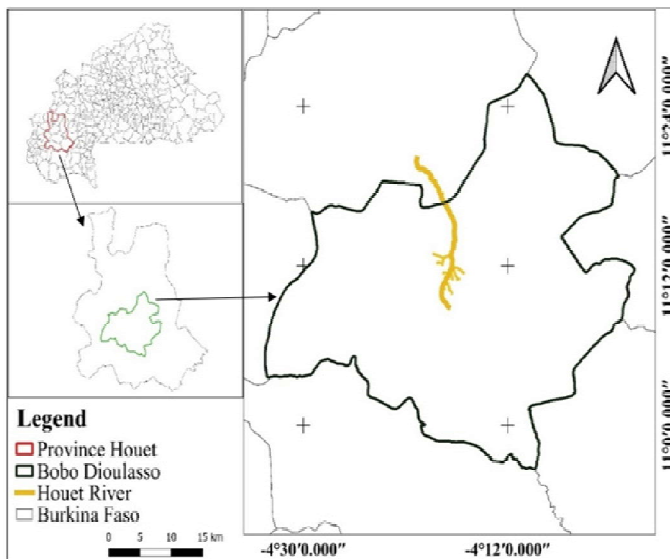 11°24'0.000"
11°12'0.000"
11°0'0.000"
-4°30'0.000"
-4°12'0.000"
Legend
Province Houet
Bobo Dioulasso
Houet River
Burkina Faso
0 5 10 15 km